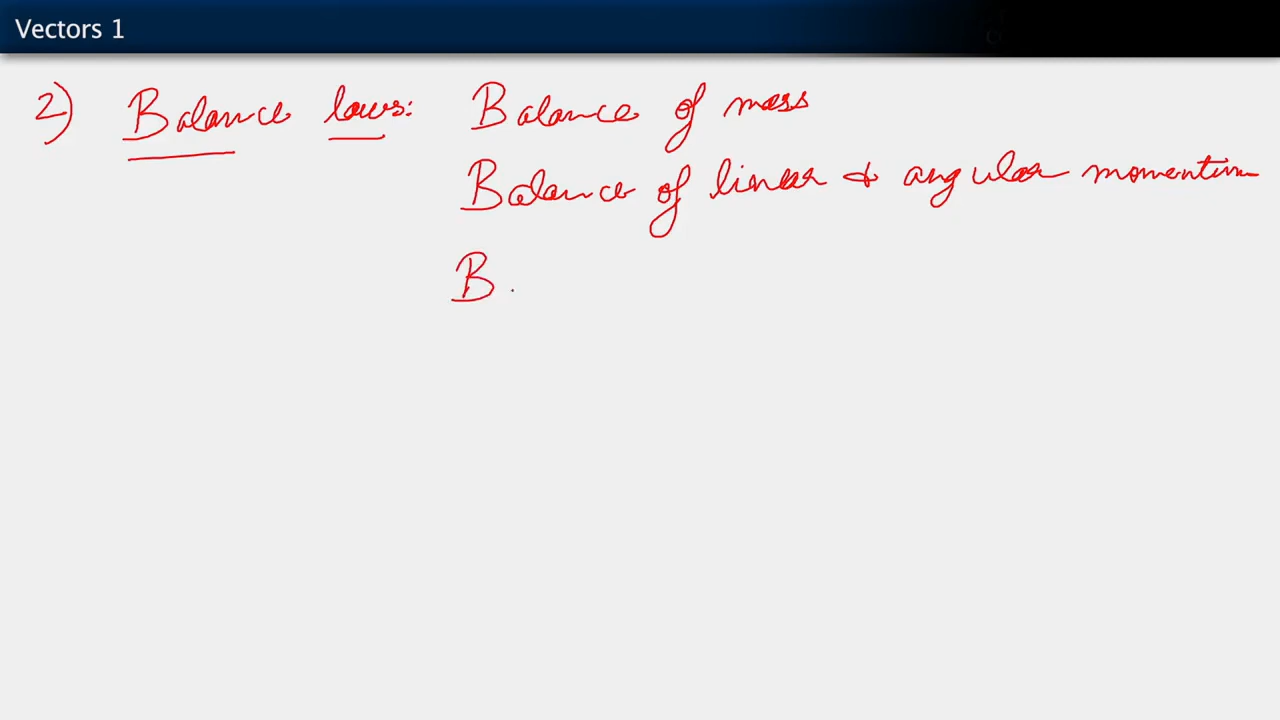 Vectors 1
2) Balance laws: Balance of mass
Balance of linear & angular momentum
B